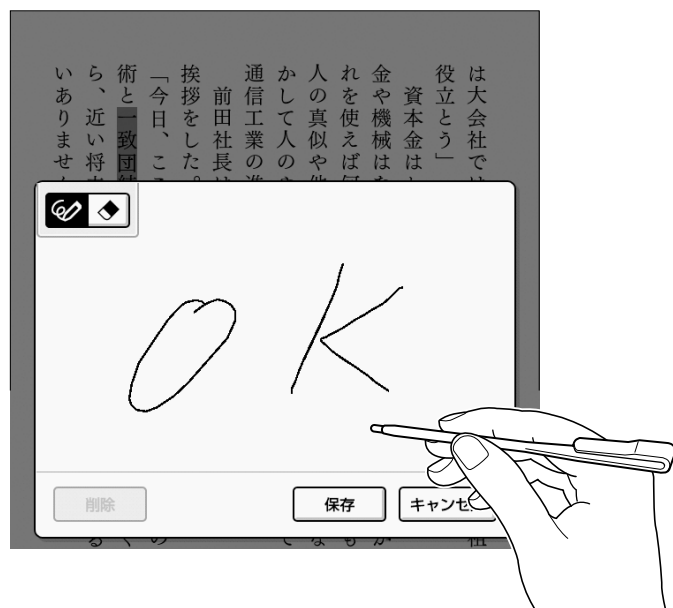 は大会社で
役立とう」
資本金は
金や機械は
れを使えば
人の真似や
かして人の
通信工業の
前田社長
挨拶をした。
「今日、こ
術と一致団
ら、近い将
いありませ
OK
削除
保存
キャンセ